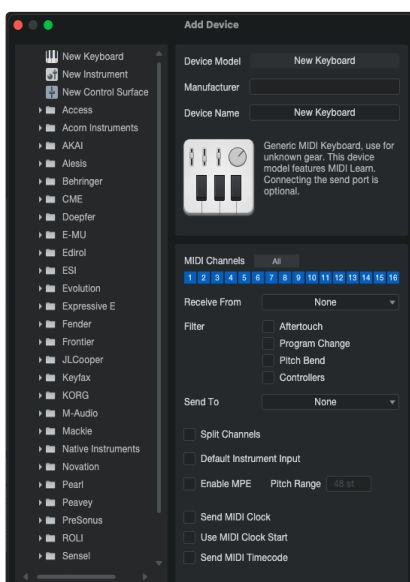 Add Device
New Keyboard
New Instrument
New Control Surface
Access
Acorn Instruments
AKAI
Alesis
Behringer
CME
Doepfer
E-MU
Edirol
ESI
Evolution
Expressive E
Fender
Frontier
JLCooper
Keyfax
KORG
M-Audio
Mackie
Native Instruments
Novation
Pearl
Peavey
PreSonus
ROLI
Sensel
Device Model New Keyboard
Manufacturer
Device Name New Keyboard
Generic MIDI Keyboard, use for
unknown gear. This device
model features MIDI Learn.
Connecting the send port is
optional.
MIDI Channels All
1 2 3 4 5 6 7 8 9 10 11 12 13 14 15 16
Receive From None
Filter Aftertouch
Program Change
Pitch Bend
Controllers
Send To None
Split Channels
Default Instrument Input
Enable MPE Pitch Range 48 st
Send MIDI Clock
Use MIDI Clock Start
Send MIDI Timecode